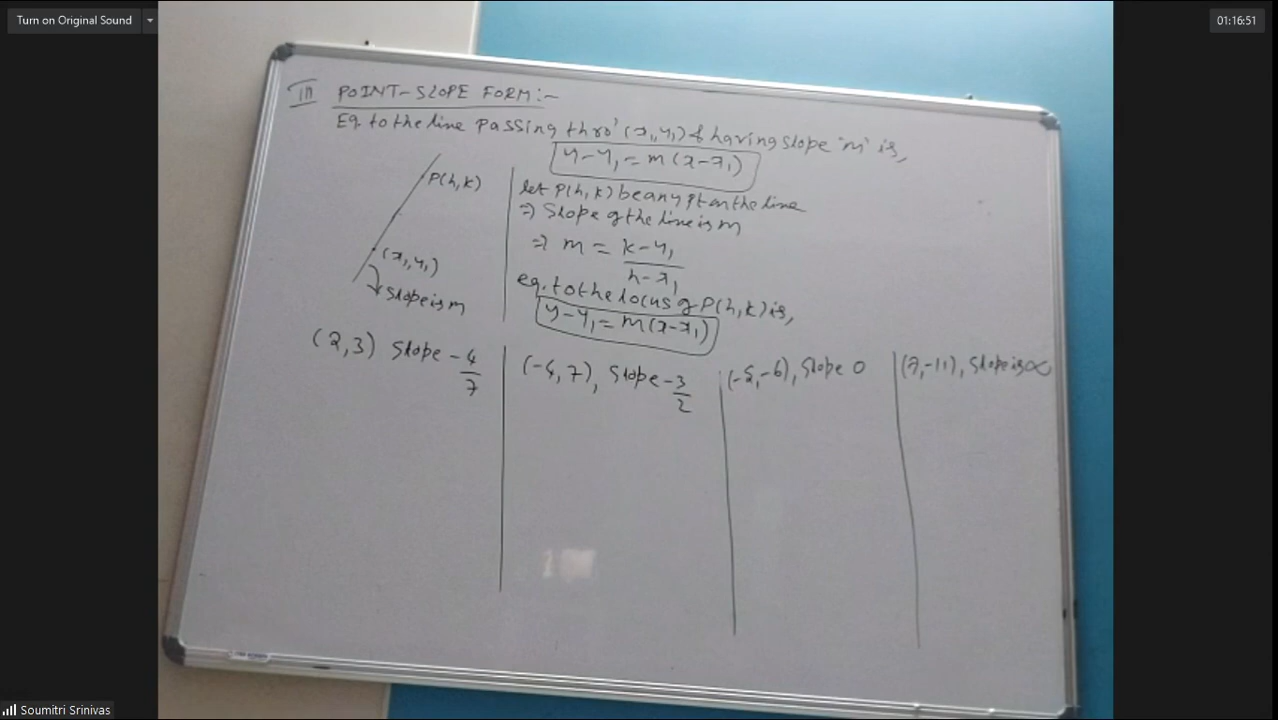 Turn on Original Sound
01:16:51
III POINT-SLOPE FORM:-
Eq. to the line passing thro' (x₁,y₁) & having slope 'm' is,
y-y₁ = m(x-x₁)
P(h,k)
(x₁,y₁)
slope is m
let P(h,k) be any pt on the line
⇒ Slope of the line is m
⇒ m = k-y₁
h-x₁
eq. to the locus of P(h,k) is,
y-y₁ = m(x-x₁)
(2,3) Slope -4
7
(-4,7), Slope -3
2
(-5,-6), Slope 0
(7,-11), Slope is ∞
Soumitri Srinivas